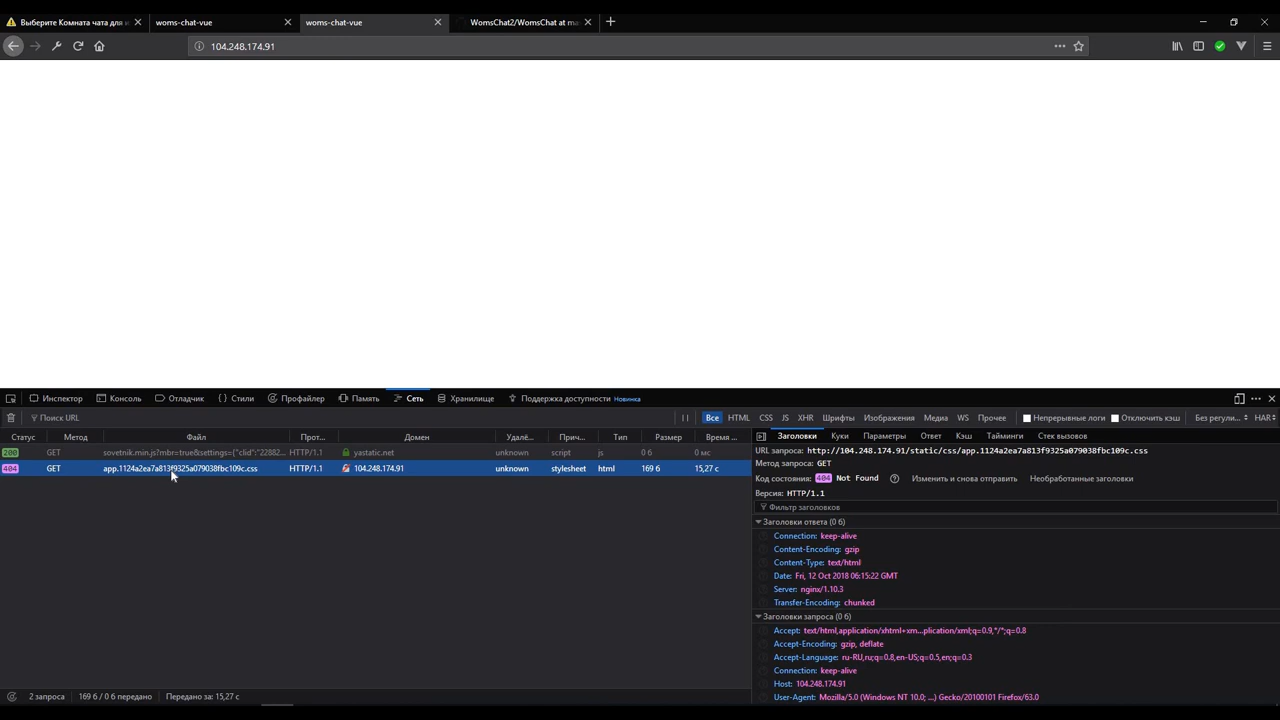 Выберите Комната чата для и
woms-chat-vue
woms-chat-vue
WomsChat2/WomsChat at ma
104.248.174.91
Инспектор
Консоль
Отладчик
Стили
Профайлер
Память
Сеть
Хранилище
Поддержка доступности Новинка
Поиск URL
Все
HTML
CSS
JS
XHR
Шрифты
Изображения
Медиа
WS
Прочее
Непрерывные логи
Отключить кэш
Без регули...
HAR
Статус
Метод
Файл
Прот...
Домен
Удалё...
Прич...
Тип
Размер
Время ...
200 GET sovetnik.min.js?mbr=true&settings={"clid":"22882... HTTP/1.1 yastatic.net unknown script js 0 б 0 мс
404 GET app.1124a2ea7a813f9325a079038fbc109c.css HTTP/1.1 104.248.174.91 unknown stylesheet html 169 б 15,27 с
Заголовки
Куки
Параметры
Ответ
Кэш
Тайминги
Стек вызовов
URL запроса: http://104.248.174.91/static/css/app.1124a2ea7a813f9325a079038fbc109c.css
Метод запроса: GET
Код состояния: 404 Not Found
Изменить и снова отправить
Необработанные заголовки
Версия: HTTP/1.1
Фильтр заголовков
Заголовки ответа (0 б)
Connection: keep-alive
Content-Encoding: gzip
Content-Type: text/html
Date: Fri, 12 Oct 2018 06:15:22 GMT
Server: nginx/1.10.3
Transfer-Encoding: chunked
Заголовки запроса (0 б)
Accept: text/html,application/xhtml+xm...plication/xml;q=0.9,*/*;q=0.8
Accept-Encoding: gzip, deflate
Accept-Language: ru-RU,ru;q=0.8,en-US;q=0.5,en;q=0.3
Connection: keep-alive
Host: 104.248.174.91
User-Agent: Mozilla/5.0 (Windows NT 10.0; ...) Gecko/20100101 Firefox/63.0
2 запроса
169 б / 0 б передано
Передано за: 15,27 с